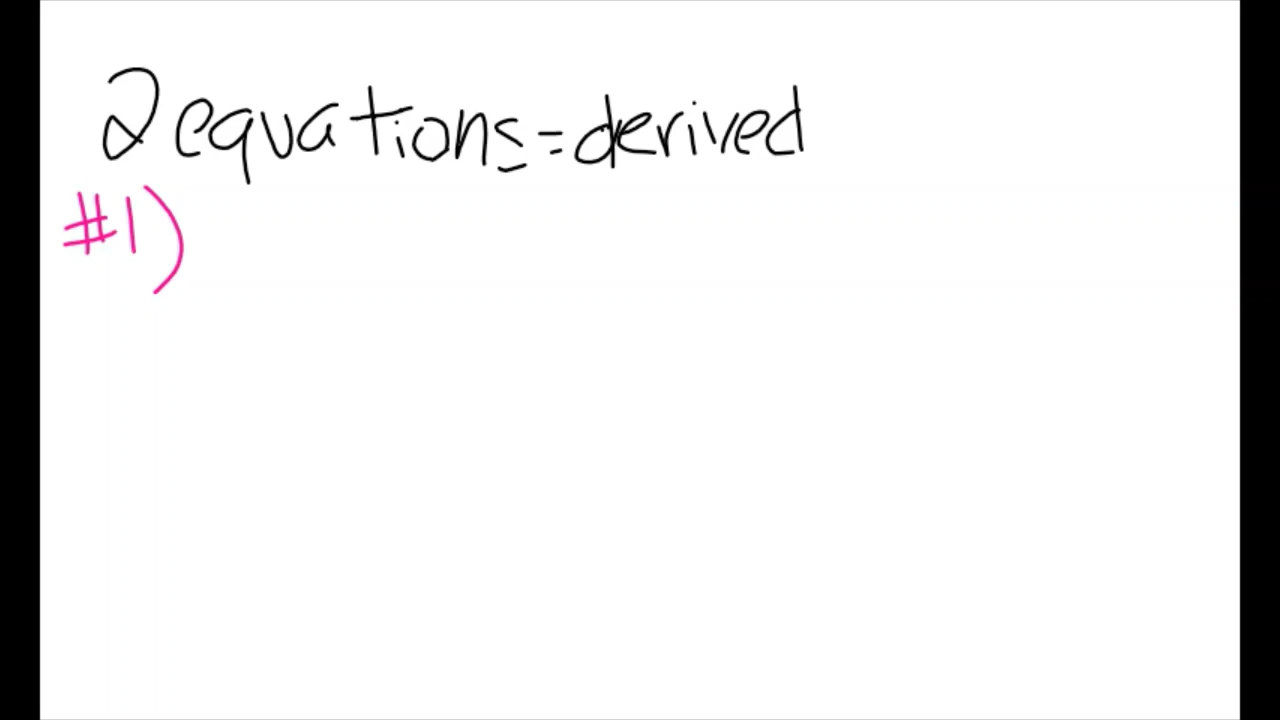 2 equations = derived
#1)